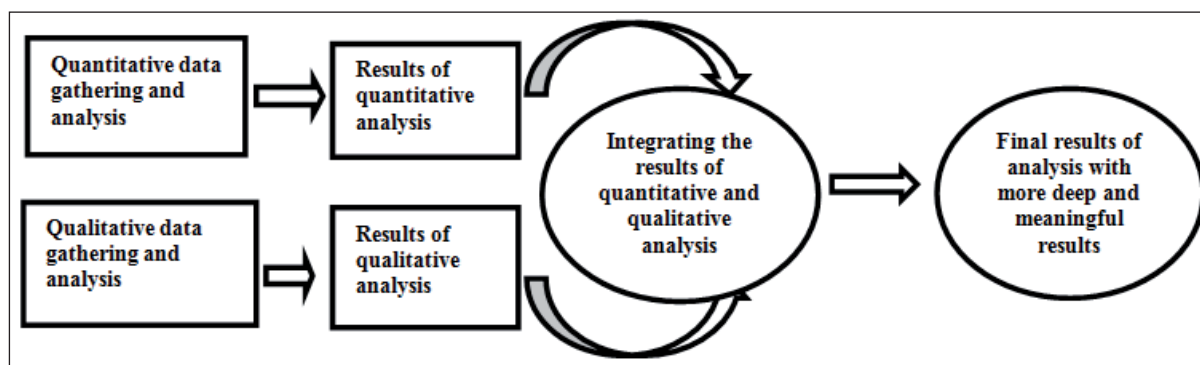 Quantitative data
gathering and
analysis
Results of
quantitative
analysis
Integrating the
results of
quantitative and
qualitative
analysis
Final results of
analysis with
more deep and
meaningful
results
Qualitative data
gathering and
analysis
Results of
qualitative
analysis